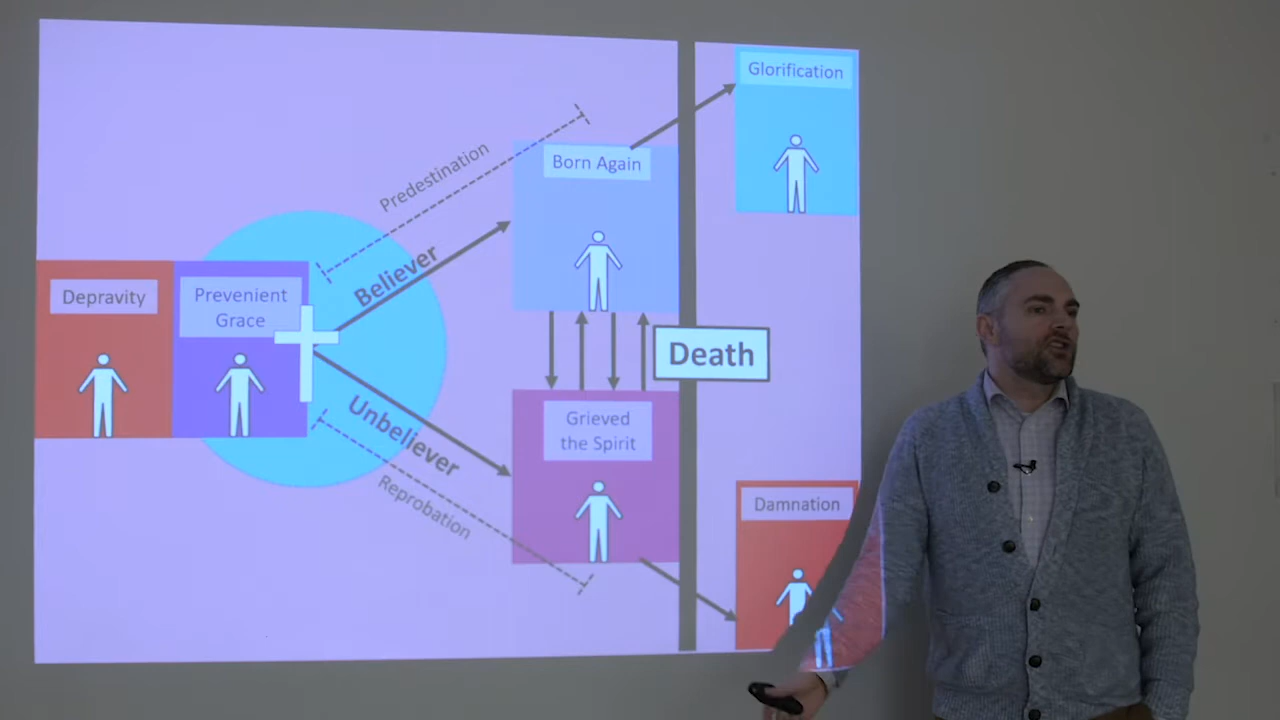 Glorification
Predestination
Born Again
Believer
Depravity
Prevenient
Grace
Death
Unbeliever
Grieved
the Spirit
Reprobation
Damnation